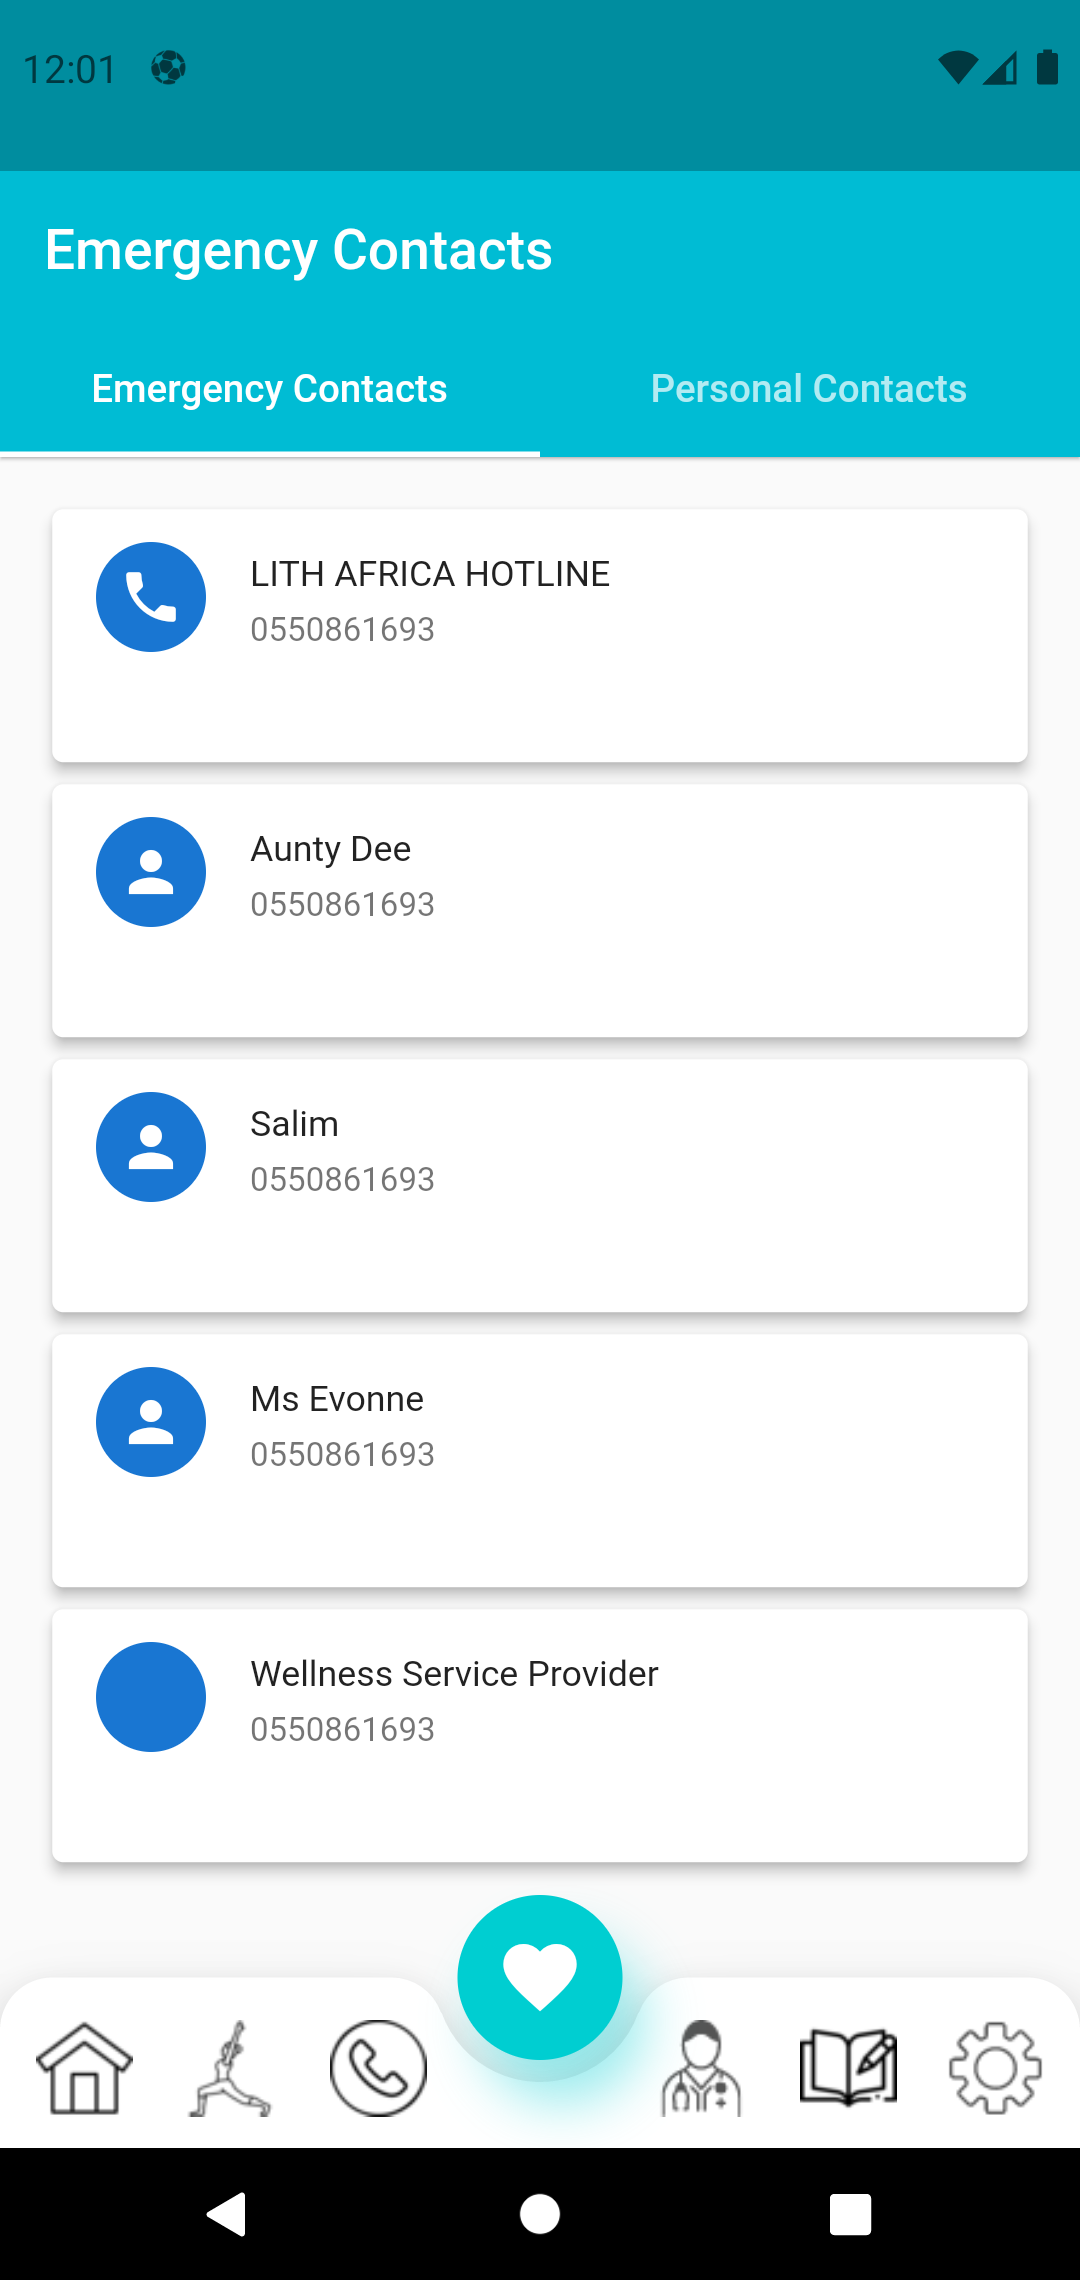 12:01
Emergency Contacts
Emergency Contacts
Personal Contacts
LITH AFRICA HOTLINE
0550861693
Aunty Dee
0550861693
Salim
0550861693
Ms Evonne
0550861693
Wellness Service Provider
0550861693